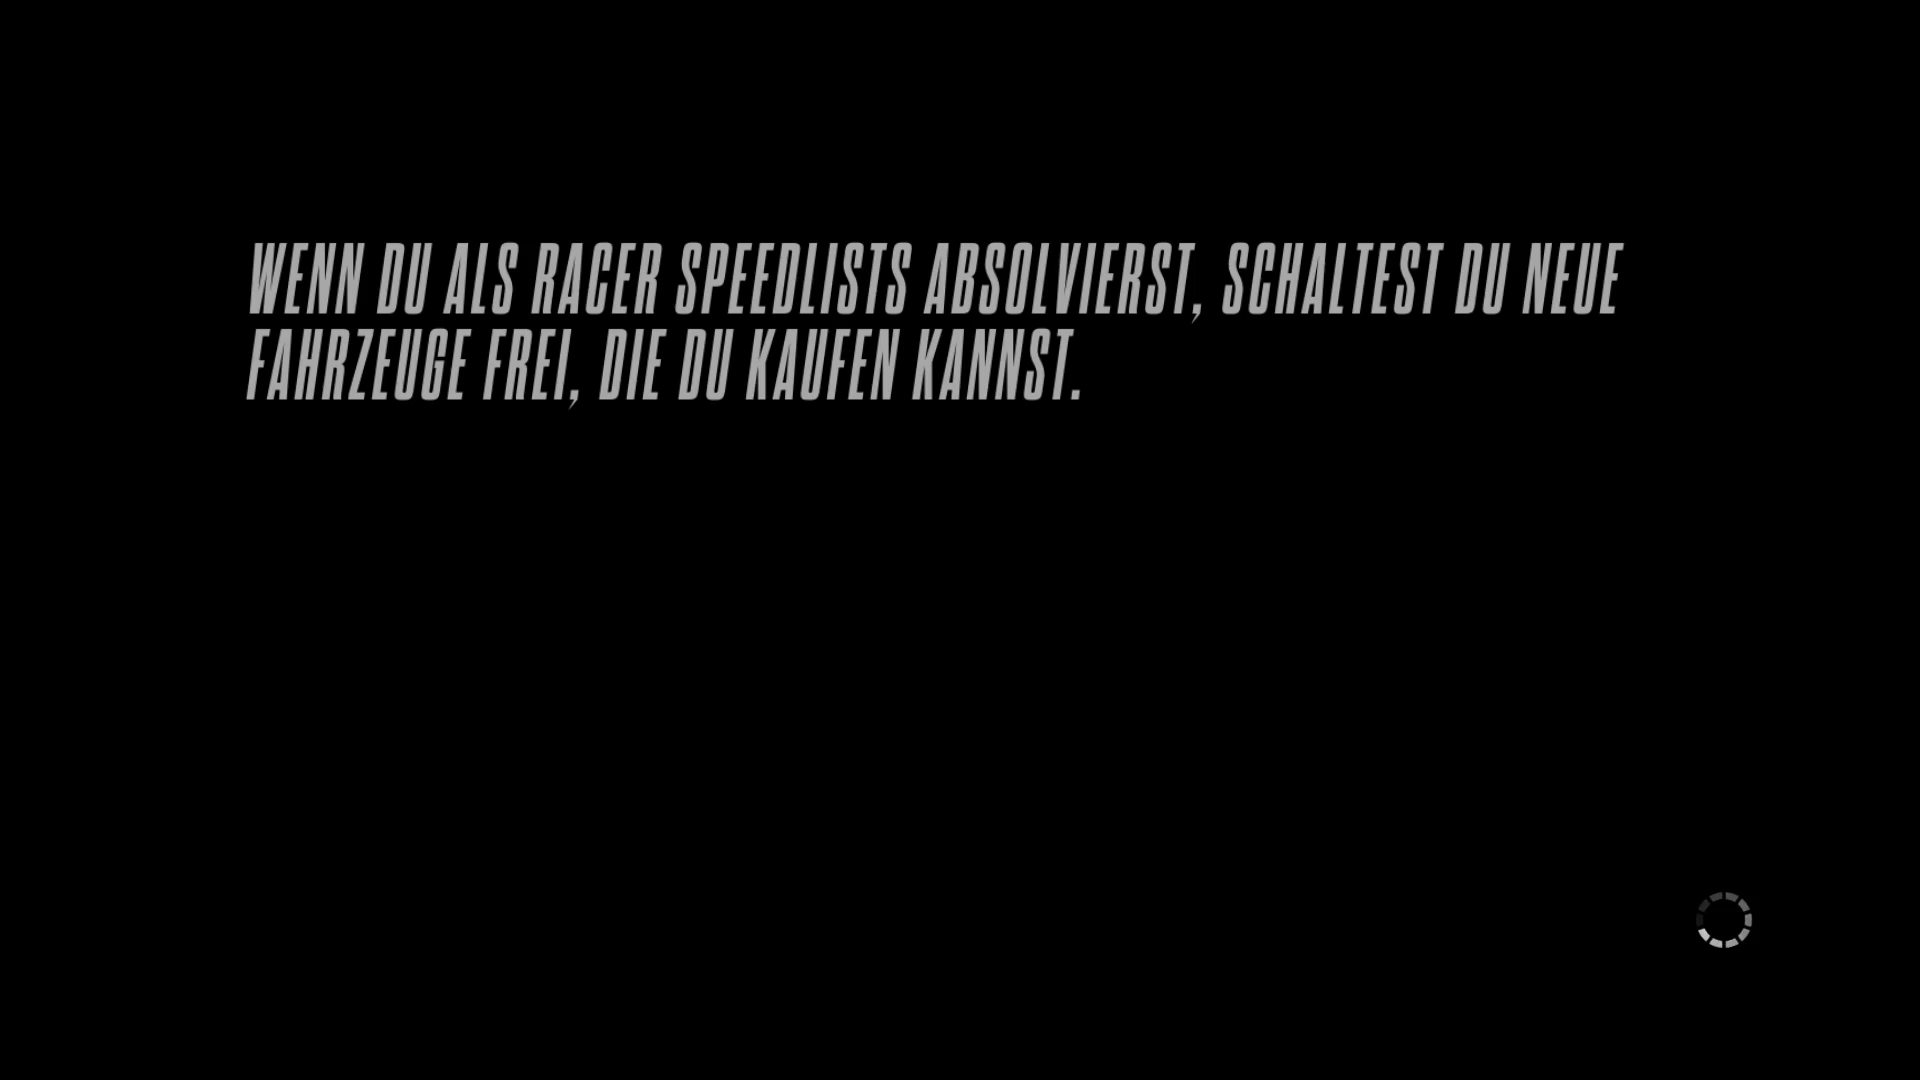 WENN DU ALS RACER SPEEDLISTS ABSOLVIERST, SCHALTEST DU NEUE
FAHRZEUGE FREI, DIE DU KAUFEN KANNST.